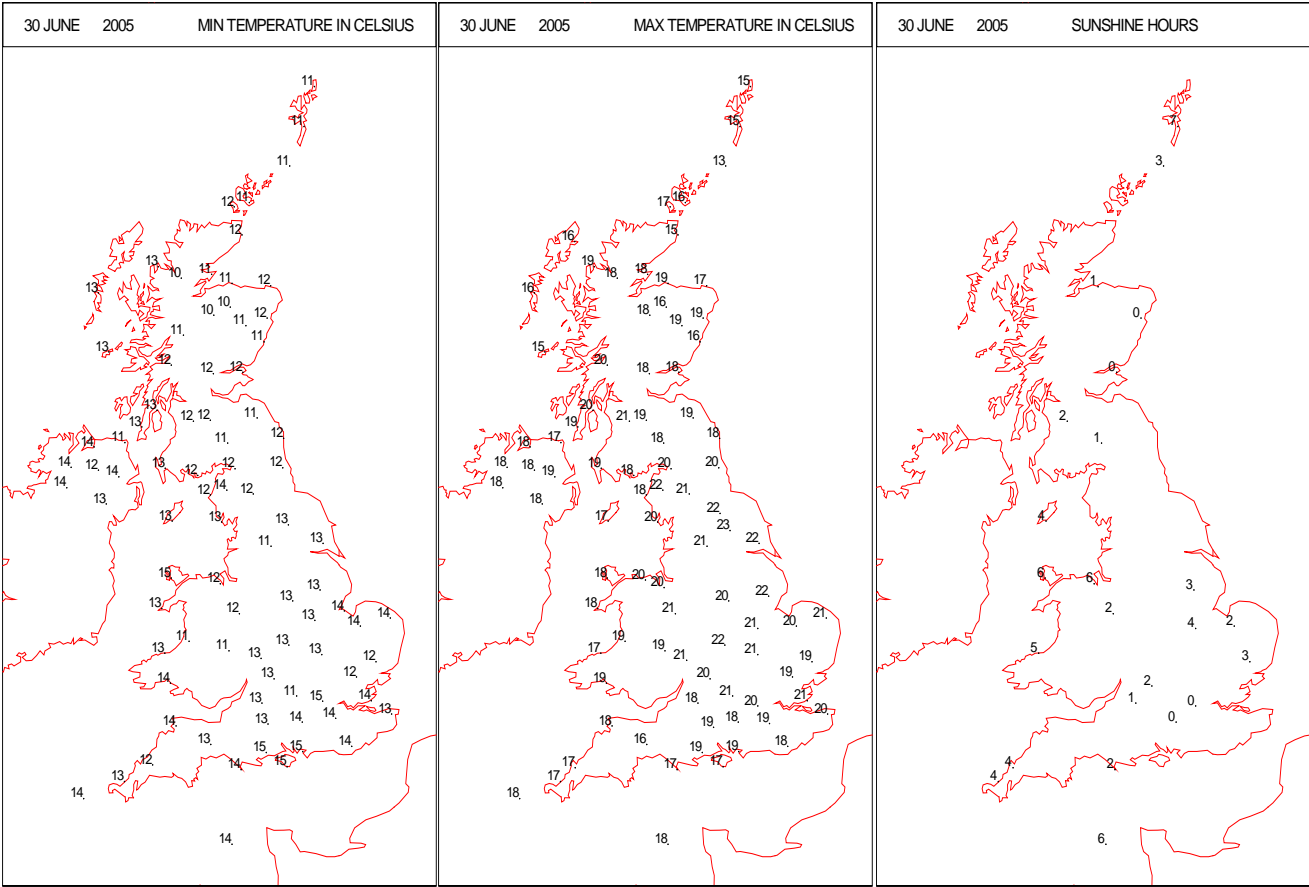 30 JUNE 2005 MIN TEMPERATURE IN CELSIUS
11
11
11
11
12
12
13 11
10 11 12
13
10
10 12
11
11 11
13
12 12 12
13
12 12 11
13
14 11 11 12
14 12 13 12 12
14 12
14 14 12
13 12
13 13 13
11 13
15 12
13 13 13
12 13 14 14
14
11 13
13 11 13 13 12
14 13 12
13 11 15 14
14 13 14 14 13
13 15 15 14
12 14 15
13
14
14
30 JUNE 2005 MAX TEMPERATURE IN CELSIUS
15
15
13
16
17
15
16
19 18
18 19 17
16
16
18 19
19
16
15
20 18 18
20
21 19 19
19
18 17 18 18
18 18 19 18 20 20
19
18 22 21
18 18
17 20 22
23
21 22
18 20 20
18 20 22
21 21
21 20
19 22
17 18 21 21 19
19 20 19
18 21 20 21
18 19 18 19 20
16 19 19 18
17 17 17
17
18
18
30 JUNE 2005 SUNSHINE HOURS
7
3
1
0
0
2
1
4
6 6
3
2
4 2
5
3
2
1 0
0
4 2
4
6